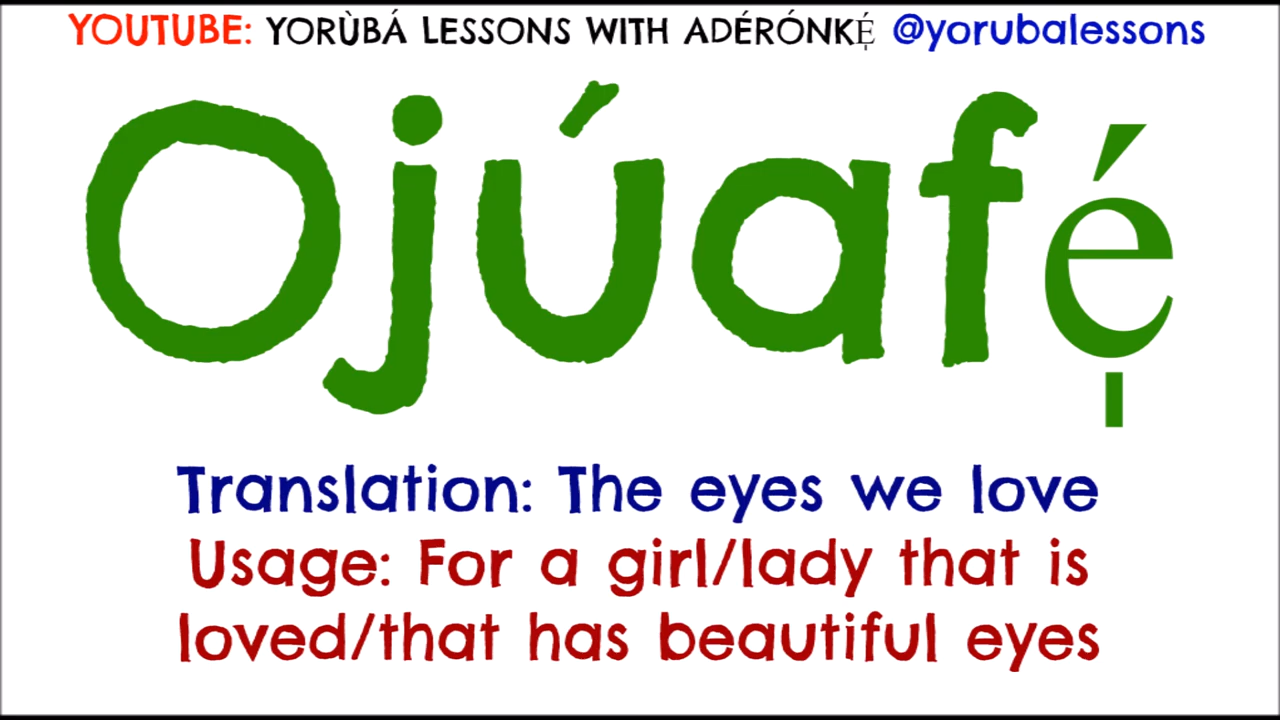 YOUTUBE: YORÙBÁ LESSONS WITH ADÉRÓNKẸ́ @yorubalessons
Ojúafẹ́
Translation: The eyes we love
Usage: For a girl/lady that is
loved/that has beautiful eyes